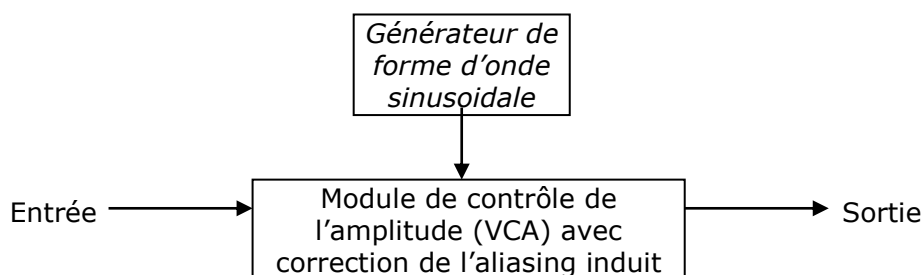 Générateur de
forme d'onde
sinusoidale
Entrée
Module de contrôle de
l'amplitude (VCA) avec
correction de l'aliasing induit
Sortie